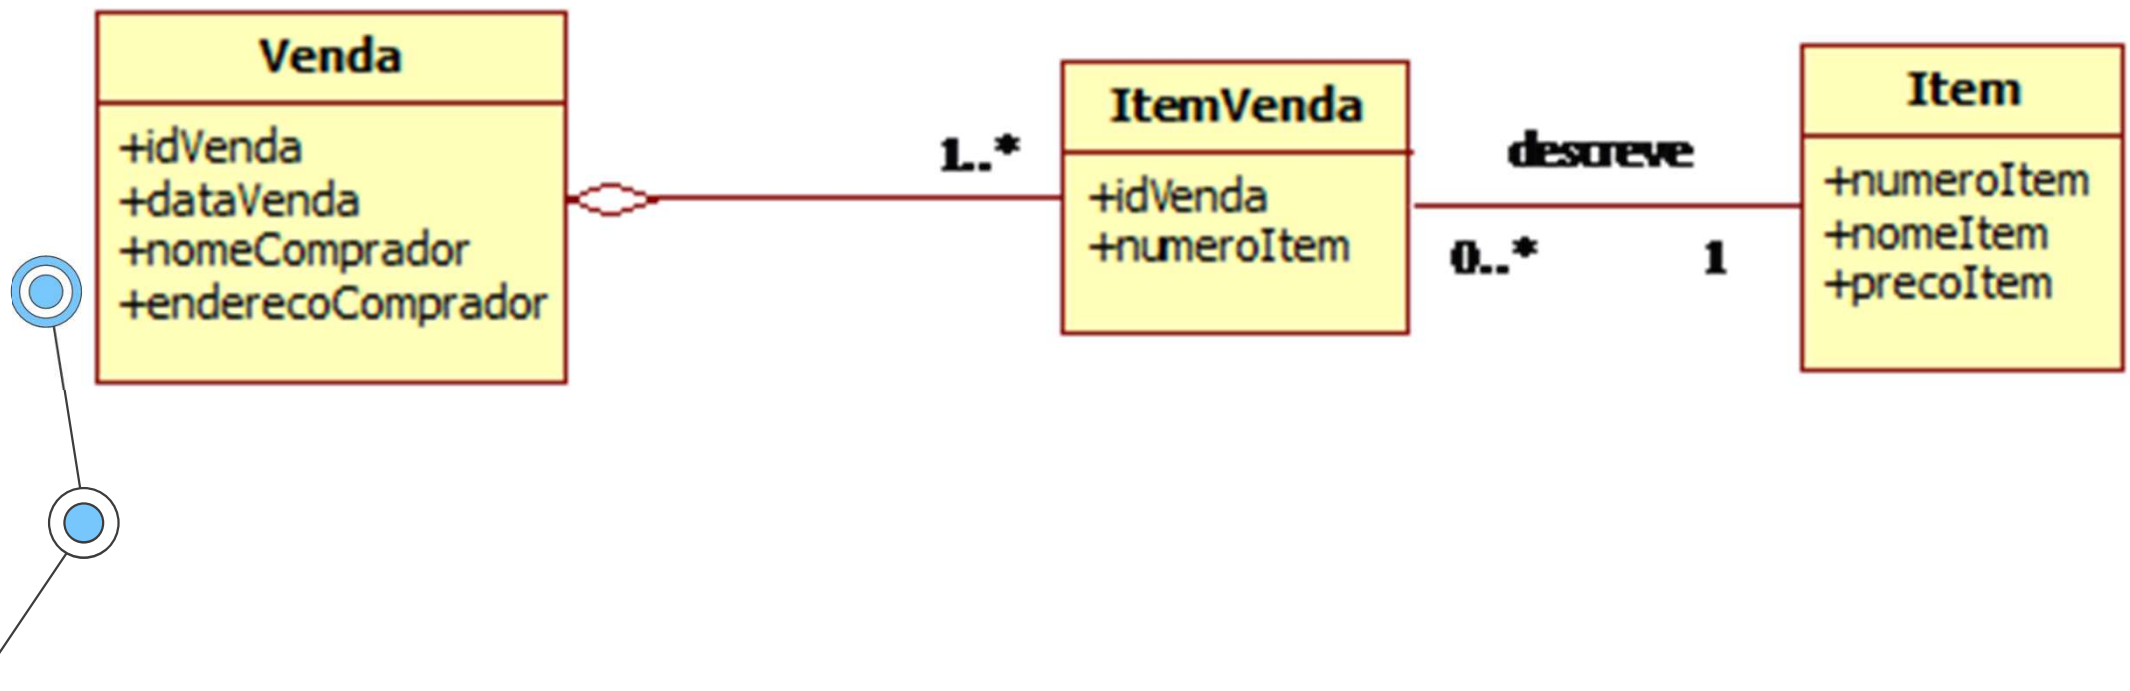 Venda
+idVenda
+dataVenda
+nomeComprador
+enderecoComprador
1..*
ItemVenda
+idVenda
+numeroItem
descreve
0..*
1
Item
+numeroItem
+nomeItem
+precoItem